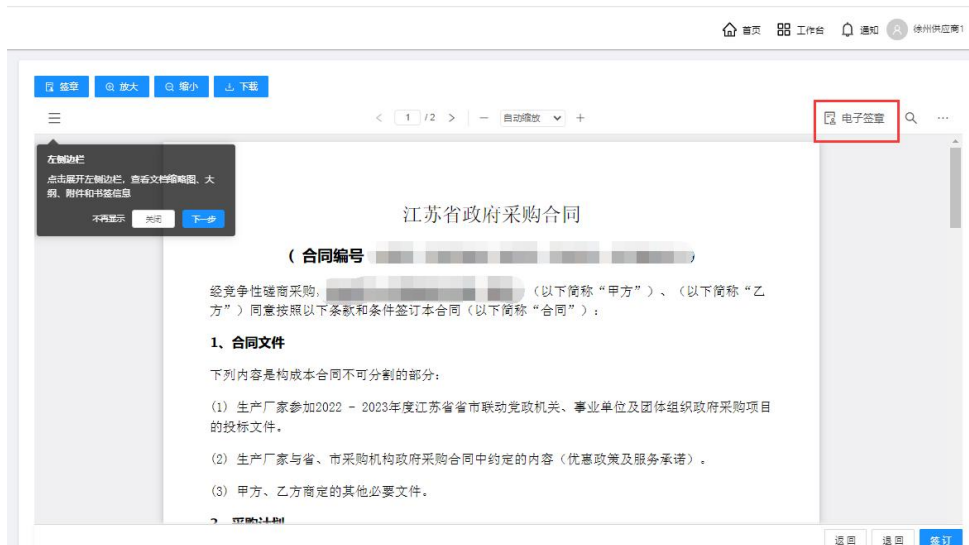 首页 工作台 通知 徐州供应商1
签章 放大 缩小 下载
1 /2 自动缩放 电子签章
左侧边栏
点击展开左侧边栏，查看文档缩略图、大
纲、附件和书签信息
不再显示 关闭 下一步
江苏省政府采购合同
（合同编号
经竞争性磋商采购， （以下简称“甲方”）、（以下简称“乙
方”）同意按照以下条款和条件签订本合同（以下简称“合同”）：
1、合同文件
下列内容是构成本合同不可分割的部分：
(1) 生产厂家参加2022 - 2023年度江苏省省市联动党政机关、事业单位及团体组织政府采购项目
的投标文件。
(2) 生产厂家与省、市采购机构政府采购合同中约定的内容（优惠政策及服务承诺）。
(3) 甲方、乙方商定的其他必要文件。
2、采购计划
返回 退回 签订